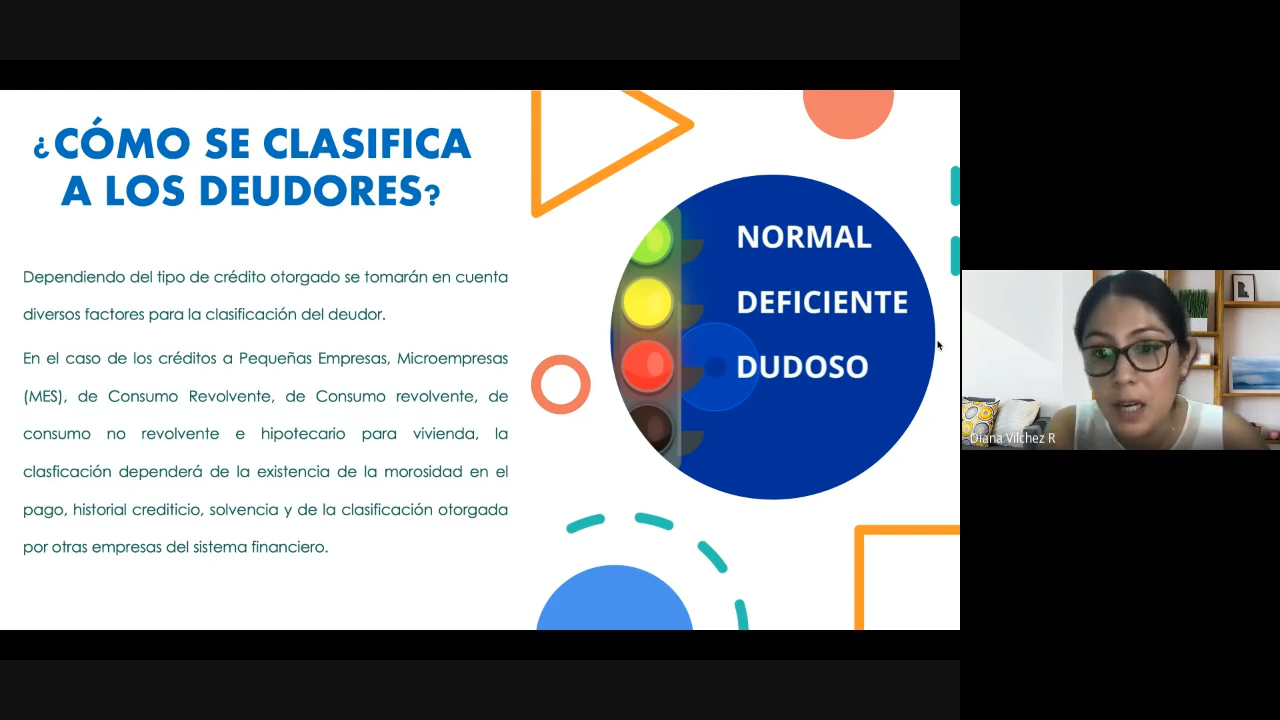 ¿CÓMO SE CLASIFICA
A LOS DEUDORES?
Dependiendo del tipo de crédito otorgado se tomarán en cuenta
diversos factores para la clasificación del deudor.
En el caso de los créditos a Pequeñas Empresas, Microempresas
(MES), de Consumo Revolvente, de Consumo revolvente, de
consumo no revolvente e hipotecario para vivienda, la
clasficación dependerá de la existencia de la morosidad en el
pago, historial crediticio, solvencia y de la clasificación otorgada
por otras empresas del sistema financiero.
NORMAL
DEFICIENTE
DUDOSO
Diana Vilchez R